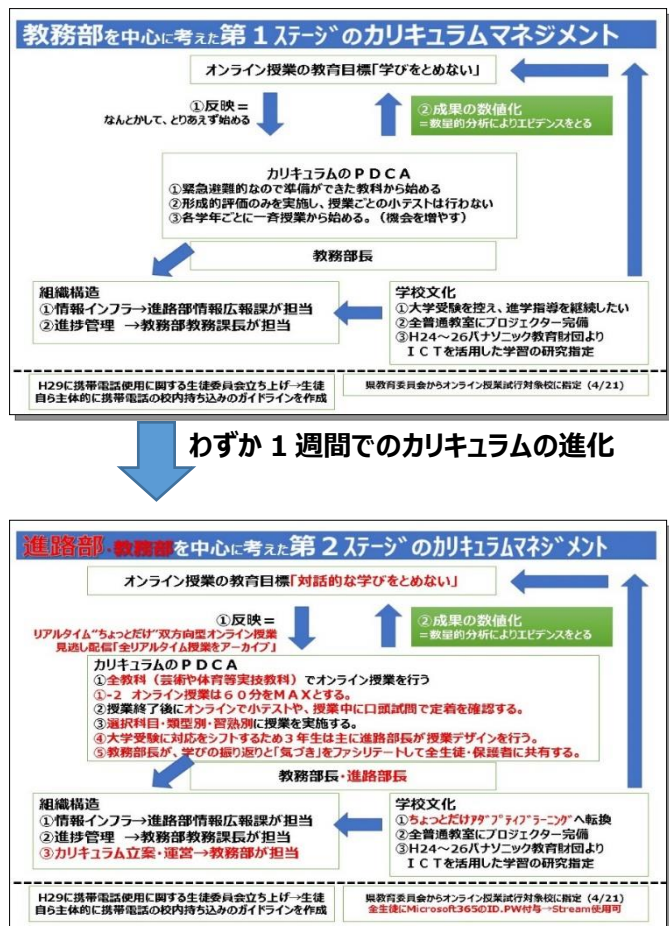 教務部を中心に考えた第１ステージのカリキュラムマネジメント
オンライン授業の教育目標「学びをとめない」
①反映＝
なんとかして、とりあえず始める
②成果の数値化
＝数量的分析によりエビデンスをとる
カリキュラムのＰＤＣＡ
①緊急避難的なので準備ができた教科から始める
②形成的評価のみを実施し、授業ごとの小テストは行わない
③各学年ごとに一斉授業から始める。（機会を増やす）
教務部長
組織構造
①情報インフラ→進路部情報広報課が担当
②進捗管理　→教務部教務課長が担当
学校文化
①大学受験を控え、進学指導を継続したい
②全普通教室にプロジェクター完備
③H24～26パナソニック教育財団より
ＩＣＴを活用した学習の研究指定
H29に携帯電話使用に関する生徒委員会立ち上げ→生徒
自ら主体的に携帯電話の校内持ち込みのガイドラインを作成
県教育委員会からオンライン授業試行対象校に指定（4/21）
わずか 1 週間でのカリキュラムの進化
進路部・教務部を中心に考えた第２ステージのカリキュラムマネジメント
オンライン授業の教育目標「対話的な学びをとめない」
①反映＝
リアルタイム“ちょっとだけ”双方向型オンライン授業
見逃し配信「全リアルタイム授業をアーカイブ」
②成果の数値化
＝数量的分析によりエビデンスをとる
カリキュラムのＰＤＣＡ
①全教科（芸術や体育等実技教科）でオンライン授業を行う
①-2 オンライン授業は６０分をMAXとする。
②授業終了後にオンラインで小テストや、授業中に口頭試問で定着を確認する。
③選択科目・類型別・習熟別に授業を実施する。
④大学受験に対応をシフトするため３年生は主に進路部長が授業デザインを行う。
⑤教務部長が、学びの振り返りと「気づき」をファシリテートして全生徒・保護者に共有する。
教務部長・進路部長
組織構造
①情報インフラ→進路部情報広報課が担当
②進捗管理　→教務部教務課長が担当
③カリキュラム立案・運営→教務部が担当
学校文化
①ちょっとだけｱﾀﾞﾌﾟﾃｨﾌﾞﾗｰﾆﾝｸﾞへ転換
②全普通教室にプロジェクター完備
③H24～26パナソニック教育財団より
ＩＣＴを活用した学習の研究指定
H29に携帯電話使用に関する生徒委員会立ち上げ→生徒
自ら主体的に携帯電話の校内持ち込みのガイドラインを作成
県教育委員会からオンライン授業試行対象校に指定（4/21）
全生徒にMicrosoft365のID.PW付与→Stream使用可